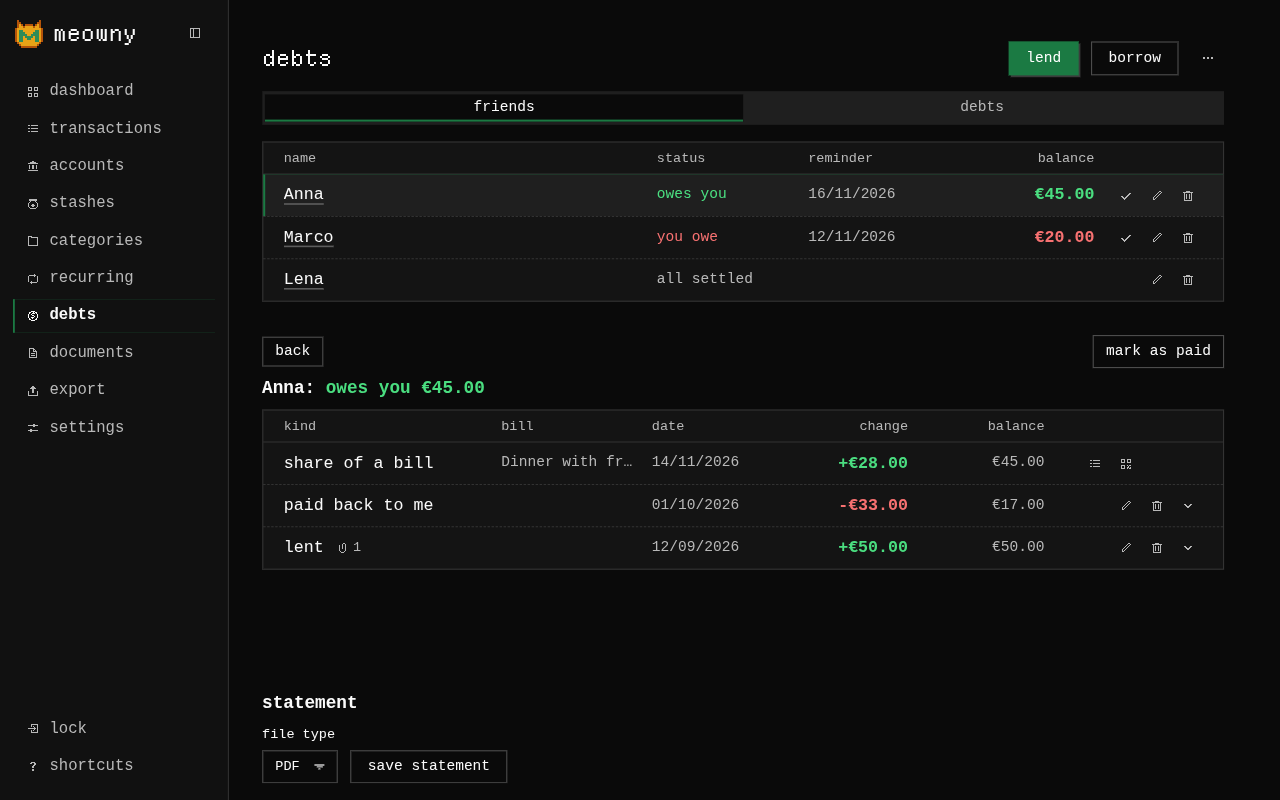 meowny
dashboard
transactions
accounts
stashes
categories
recurring
debts
documents
export
settings
lock
? shortcuts
debts
lend
borrow
...
friends
debts
name status reminder balance
Anna owes you 16/11/2026 €45.00
Marco you owe 12/11/2026 €20.00
Lena all settled
back
mark as paid
Anna: owes you €45.00
kind bill date change balance
share of a bill Dinner with fr… 14/11/2026 +€28.00 €45.00
paid back to me 01/10/2026 -€33.00 €17.00
lent 1 12/09/2026 +€50.00 €50.00
statement
file type
PDF
save statement